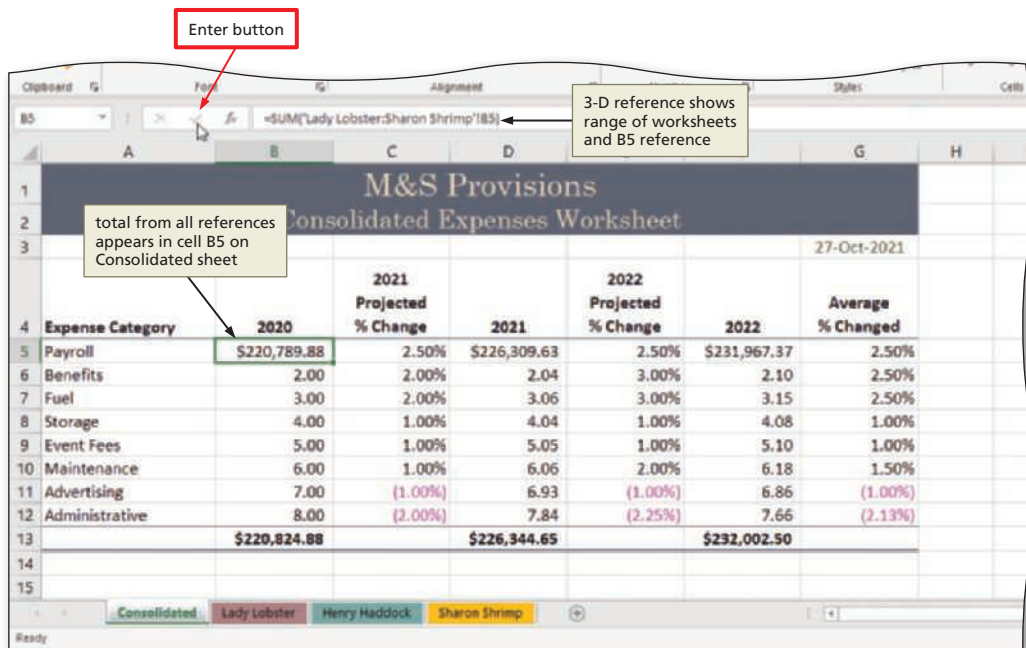 Enter button
Clipboard Font Alignment Styles Cells
B5 fx =SUM('Lady Lobster:Sharon Shrimp'!B5)
3-D reference shows
range of worksheets
and B5 reference
A B C D G H
1 M&S Provisions
2 Consolidated Expenses Worksheet
total from all references
appears in cell B5 on
Consolidated sheet
3 27-Oct-2021
2021 2022
Projected Projected Average
4 Expense Category 2020 % Change 2021 % Change 2022 % Changed
5 Payroll $220,789.88 2.50% $226,309.63 2.50% $231,967.37 2.50%
6 Benefits 2.00 2.00% 2.04 3.00% 2.10 2.50%
7 Fuel 3.00 2.00% 3.06 3.00% 3.15 2.50%
8 Storage 4.00 1.00% 4.04 1.00% 4.08 1.00%
9 Event Fees 5.00 1.00% 5.05 1.00% 5.10 1.00%
10 Maintenance 6.00 1.00% 6.06 2.00% 6.18 1.50%
11 Advertising 7.00 (1.00%) 6.93 (1.00%) 6.86 (1.00%)
12 Administrative 8.00 (2.00%) 7.84 (2.25%) 7.66 (2.13%)
13 $220,824.88 $226,344.65 $232,002.50
14
15
Consolidated Lady Lobster Henry Haddock Sharon Shrimp
Ready